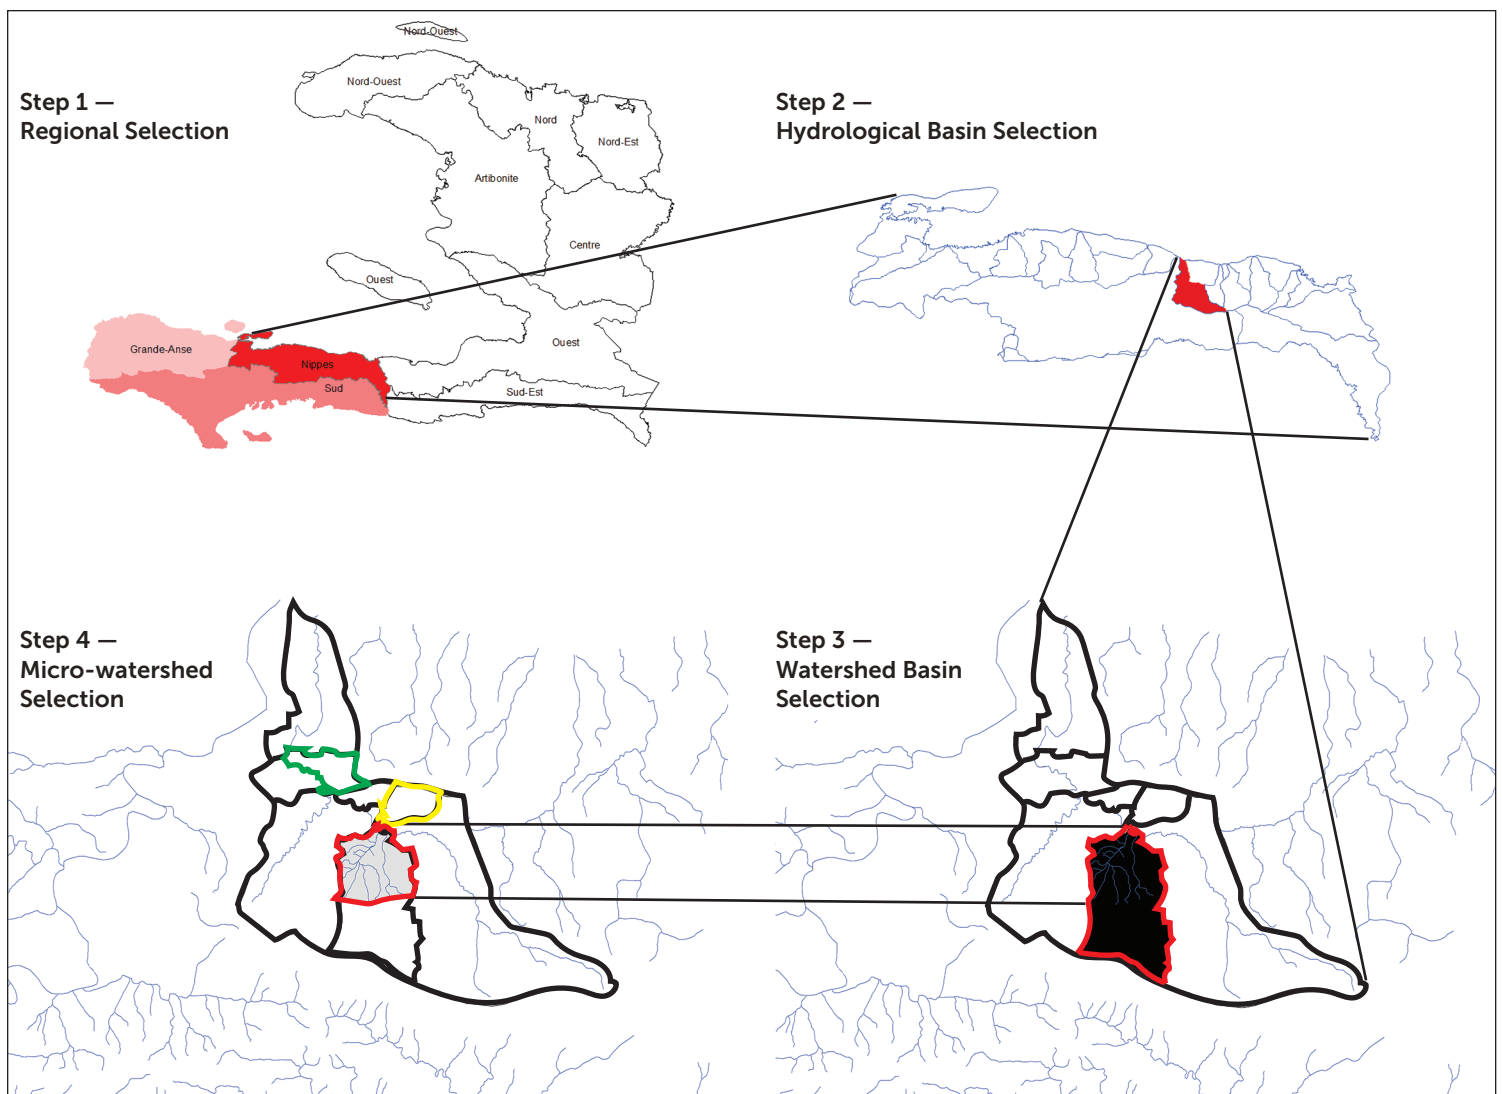 Step 1 —
Regional Selection
Nord-Ouest
Nord-Ouest
Nord
Nord-Est
Artibonite
Centre
Ouest
Ouest
Grande-Anse
Nippes
Sud
Sud-Est
Step 2 —
Hydrological Basin Selection
Step 4 —
Micro-watershed
Selection
Step 3 —
Watershed Basin
Selection